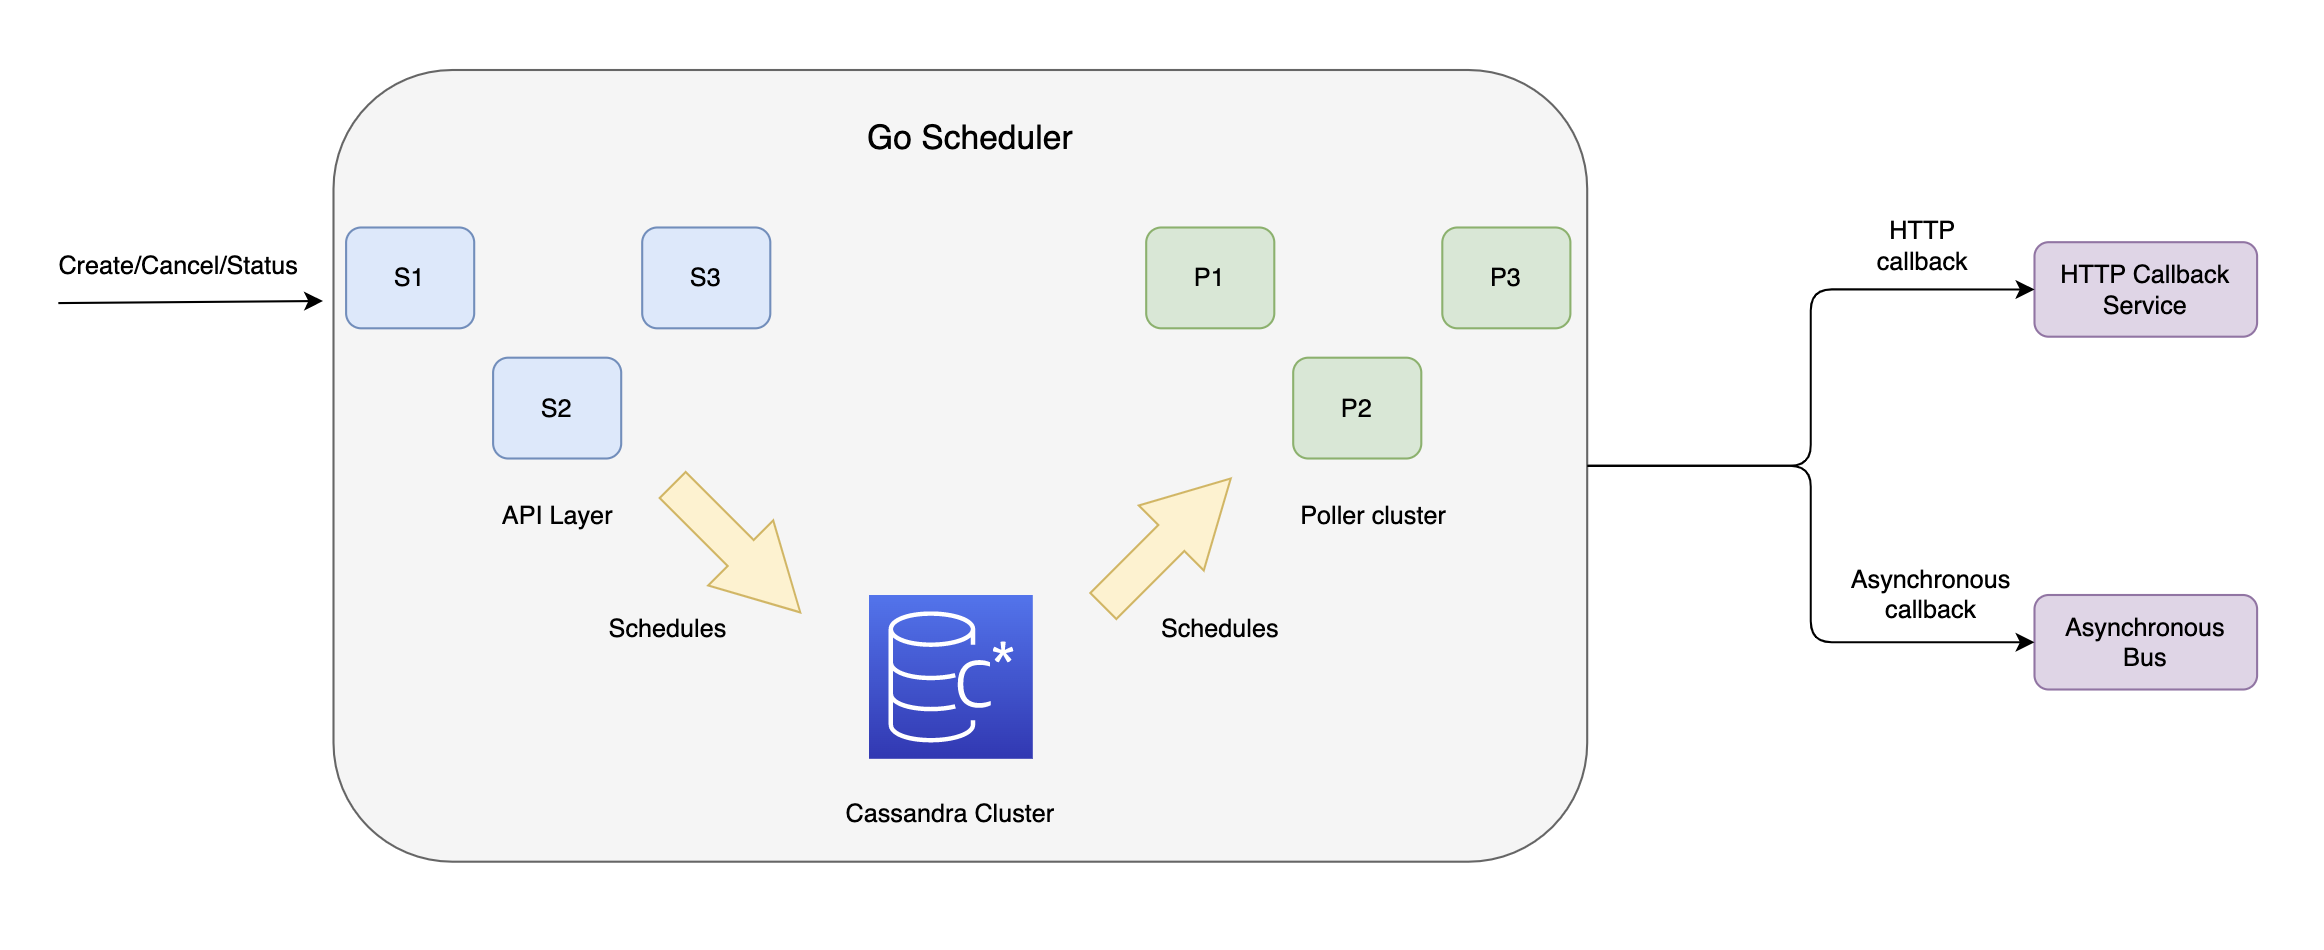 Go Scheduler
Create/Cancel/Status
S1
S3
S2
API Layer
Schedules
C*
Cassandra Cluster
P1
P3
P2
Poller cluster
Schedules
HTTP
callback
HTTP Callback
Service
Asynchronous
callback
Asynchronous
Bus